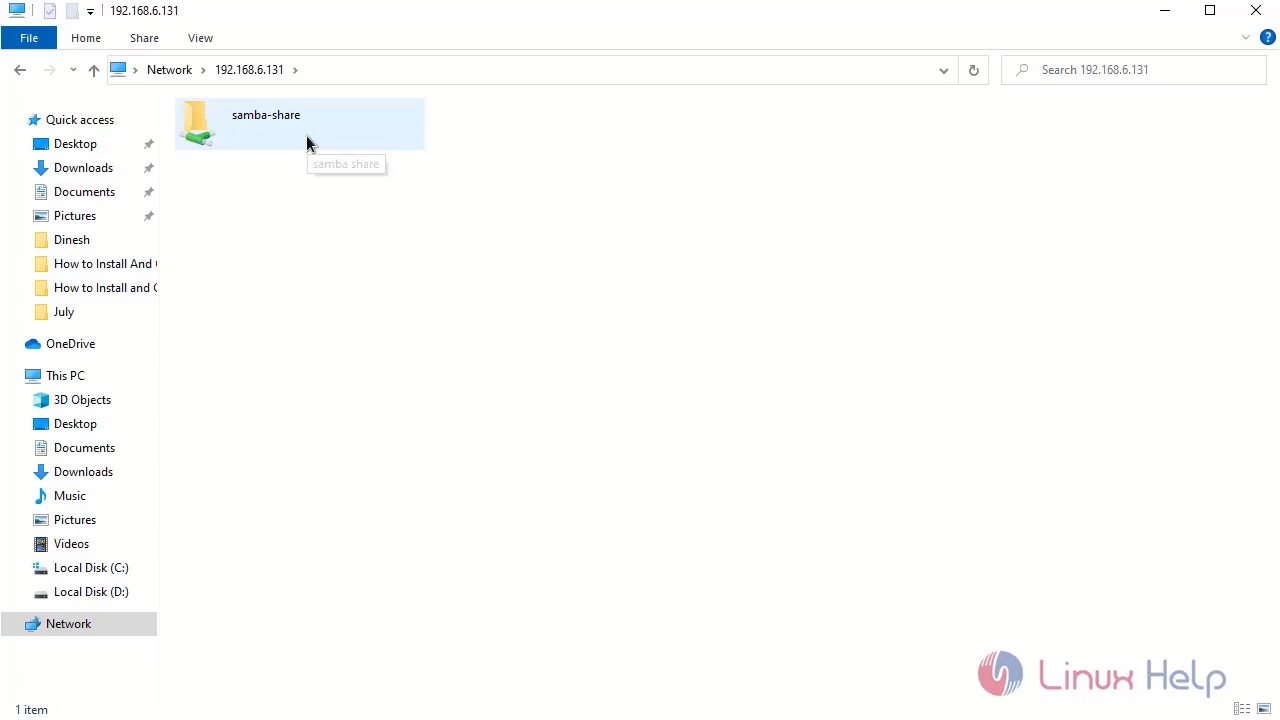 192.168.6.131
File Home Share View
Network 192.168.6.131
Search 192.168.6.131
Quick access
Desktop
Downloads
Documents
Pictures
Dinesh
How to Install And
How to Install and
July
OneDrive
This PC
3D Objects
Desktop
Documents
Downloads
Music
Pictures
Videos
Local Disk (C:)
Local Disk (D:)
Network
samba-share
samba share
Linux Help
1 item